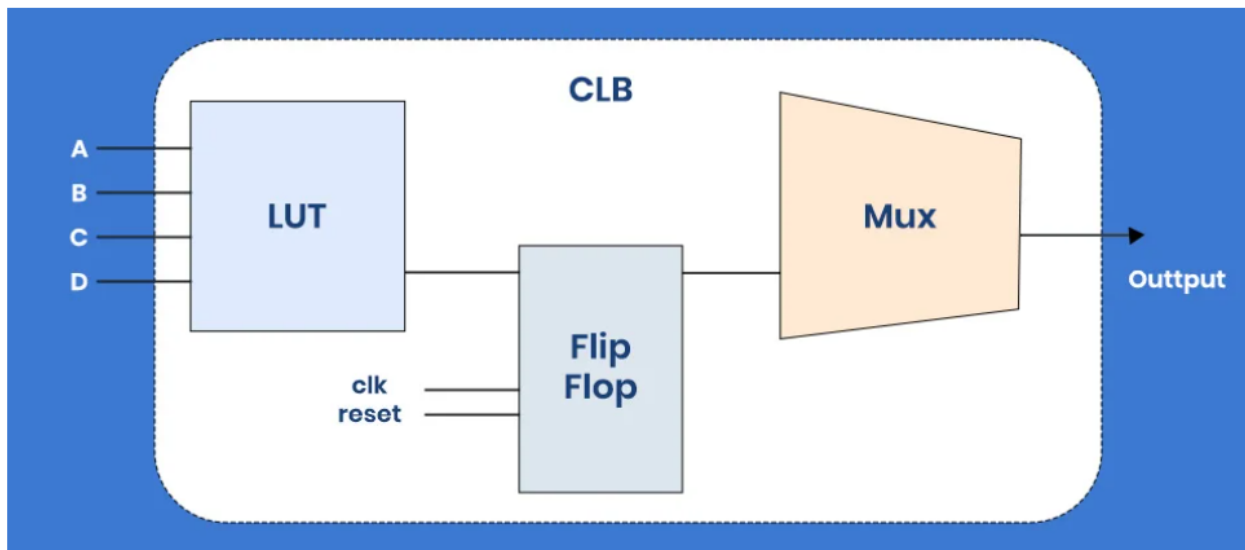 CLB
A
B
C
D
LUT
Mux
Outtput
Flip
Flop
clk
reset